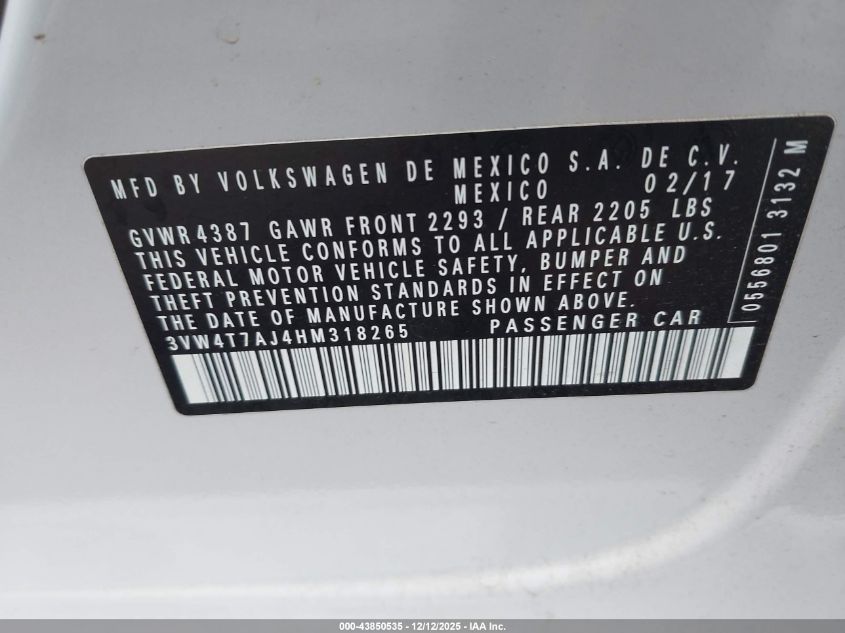 MFD BY VOLKSWAGEN DE MEXICO S.A. DE C.V.
MEXICO 02/17
GVWR 4387 GAWR FRONT 2293 / REAR 2205 LBS
THIS VEHICLE CONFORMS TO ALL APPLICABLE U.S.
FEDERAL MOTOR VEHICLE SAFETY, BUMPER AND
THEFT PREVENTION STANDARDS IN EFFECT ON
THE DATE OF MANUFACTURE SHOWN ABOVE.
3VW4T7AJ4HM318265 PASSENGER CAR
0556801 3132 M
000-43850535 - 12/12/2025 - IAA Inc.